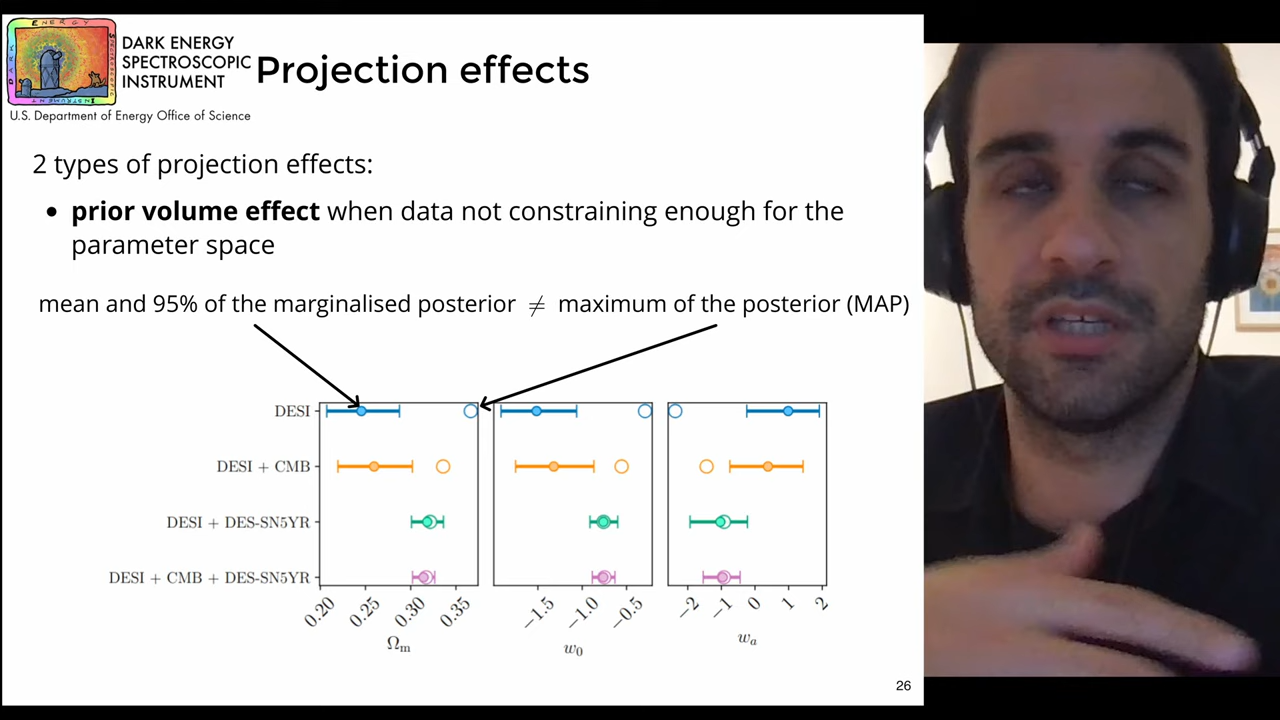 DARK ENERGY
SPECTROSCOPIC
INSTRUMENT
U.S. Department of Energy Office of Science
Projection effects
2 types of projection effects:
• prior volume effect when data not constraining enough for the
parameter space
mean and 95% of the marginalised posterior ≠ maximum of the posterior (MAP)
DESI
DESI + CMB
DESI + DES-SN5YR
DESI + CMB + DES-SN5YR
0.20 0.25 0.30 0.35
Ωm
−1.5 −1.0 −0.5
w0
−2 −1 0 1 2
wa
26